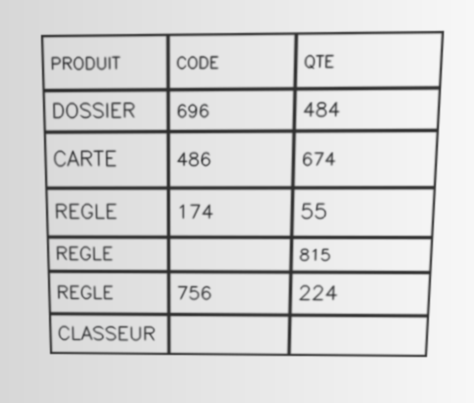 PRODUIT CODE QTE
DOSSIER 696 484
CARTE 486 674
REGLE 174 55
REGLE 815
REGLE 756 224
CLASSEUR